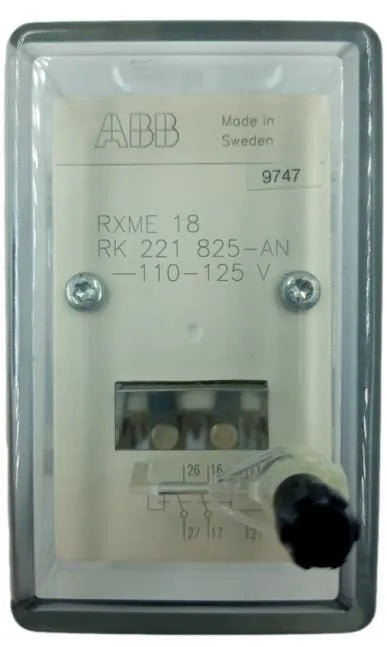 ABB
Made in
Sweden
9747
RXME 18
RK 221 825-AN
—110-125 V
26 16
27 17